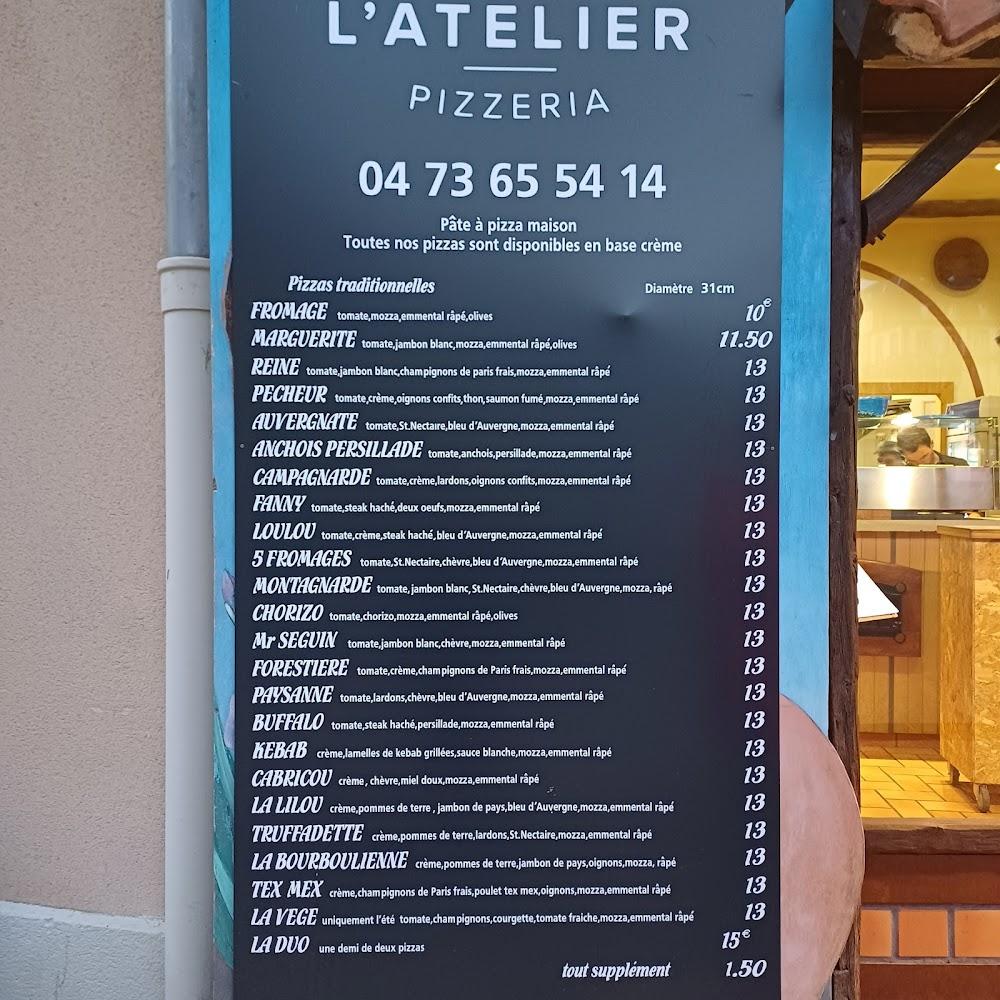 L'ATELIER
PIZZERIA
04 73 65 54 14
Pâte à pizza maison
Toutes nos pizzas sont disponibles en base crème
Pizzas traditionnelles Diamètre 31cm
FROMAGE tomate,mozza,emmental râpé,olives 10€
MARGUERITE tomate,jambon blanc,mozza,emmental râpé,olives 11.50
REINE tomate,jambon blanc,champignons de paris frais,mozza,emmental râpé 13
PECHEUR tomate,crème,oignons confits,thon,saumon fumé,mozza,emmental râpé 13
AUVERGNATE tomate,St.Nectaire,bleu d'Auvergne,mozza,emmental râpé 13
ANCHOIS PERSILLADE tomate,anchois,persillade,mozza,emmental râpé 13
CAMPAGNARDE tomate,crème,lardons,oignons confits,mozza,emmental râpé 13
FANNY tomate,steak haché,deux oeufs,mozza,emmental râpé 13
LOULOU tomate,crème,steak haché,bleu d'Auvergne,mozza,emmental râpé 13
5 FROMAGES tomate,St.Nectaire,chèvre,bleu d'Auvergne,mozza,emmental râpé 13
MONTAGNARDE tomate,jambon blanc,St.Nectaire,chèvre,bleu d'Auvergne,mozza,râpé 13
CHORIZO tomate,chorizo,mozza,emmental râpé,olives 13
Mr SEGUIN tomate,jambon blanc,chèvre,mozza,emmental râpé 13
FORESTIERE tomate,crème,champignons de Paris frais,mozza,emmental râpé 13
PAYSANNE tomate,lardons,chèvre,bleu d'Auvergne,mozza,emmental râpé 13
BUFFALO tomate,steak haché,persillade,mozza,emmental râpé 13
KEBAB crème,lamelles de kebab grillées,sauce blanche,mozza,emmental râpé 13
CABRICOU crème, chèvre,miel doux,mozza,emmental râpé 13
LA LILOU crème,pommes de terre, jambon de pays,bleu d'Auvergne,mozza,emmental râpé 13
TRUFFADETTE crème,pommes de terre,lardons,St.Nectaire,mozza,emmental râpé 13
LA BOURBOULIENNE crème,pommes de terre,jambon de pays,oignons,mozza, râpé 13
TEX MEX crème,champignons de Paris frais,poulet tex mex,oignons,mozza,emmental râpé 13
LA VEGE uniquement l'été tomate,champignons,courgette,tomate fraiche,mozza,emmental râpé 13
LA DUO une demi de deux pizzas 15€
tout supplément 1.50